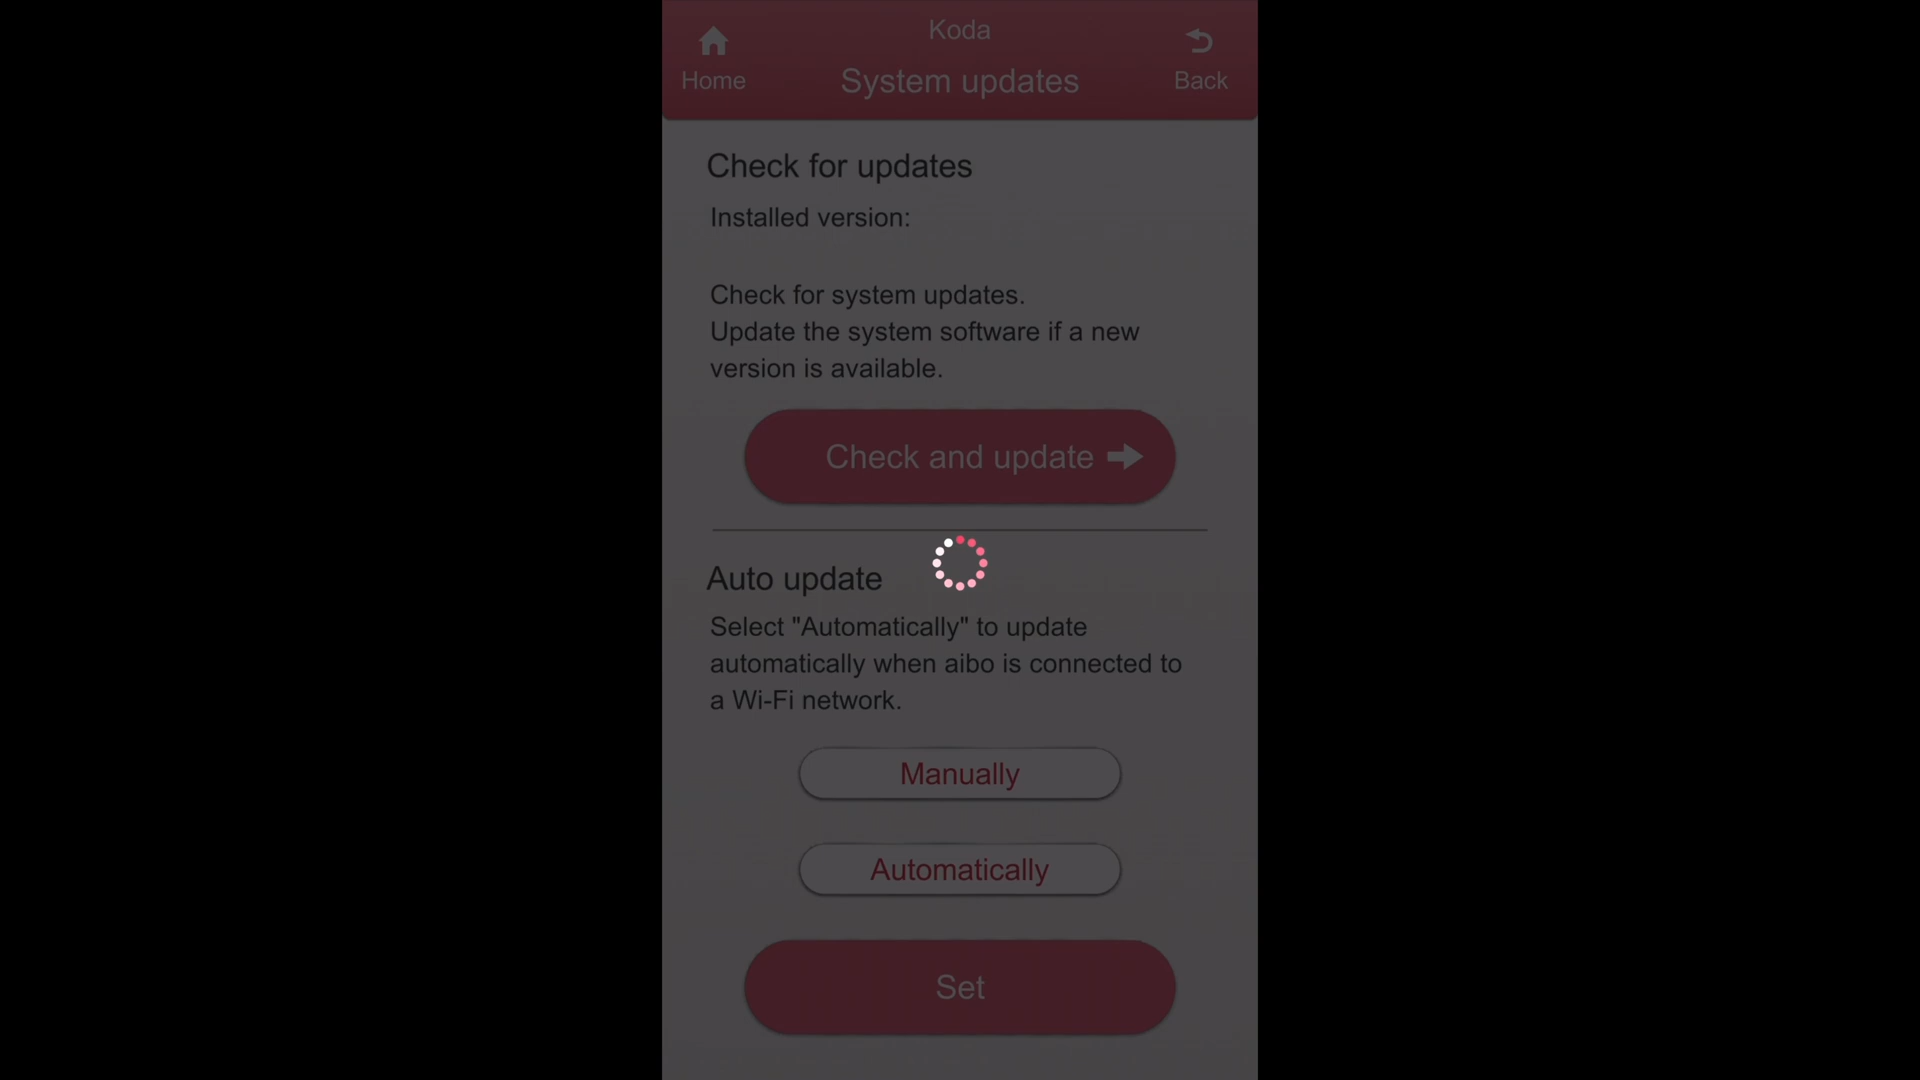 Koda
Home
System updates
Back
Check for updates
Installed version:
Check for system updates.
Update the system software if a new
version is available.
Check and update
Auto update
Select "Automatically" to update
automatically when aibo is connected to
a Wi-Fi network.
Manually
Automatically
Set